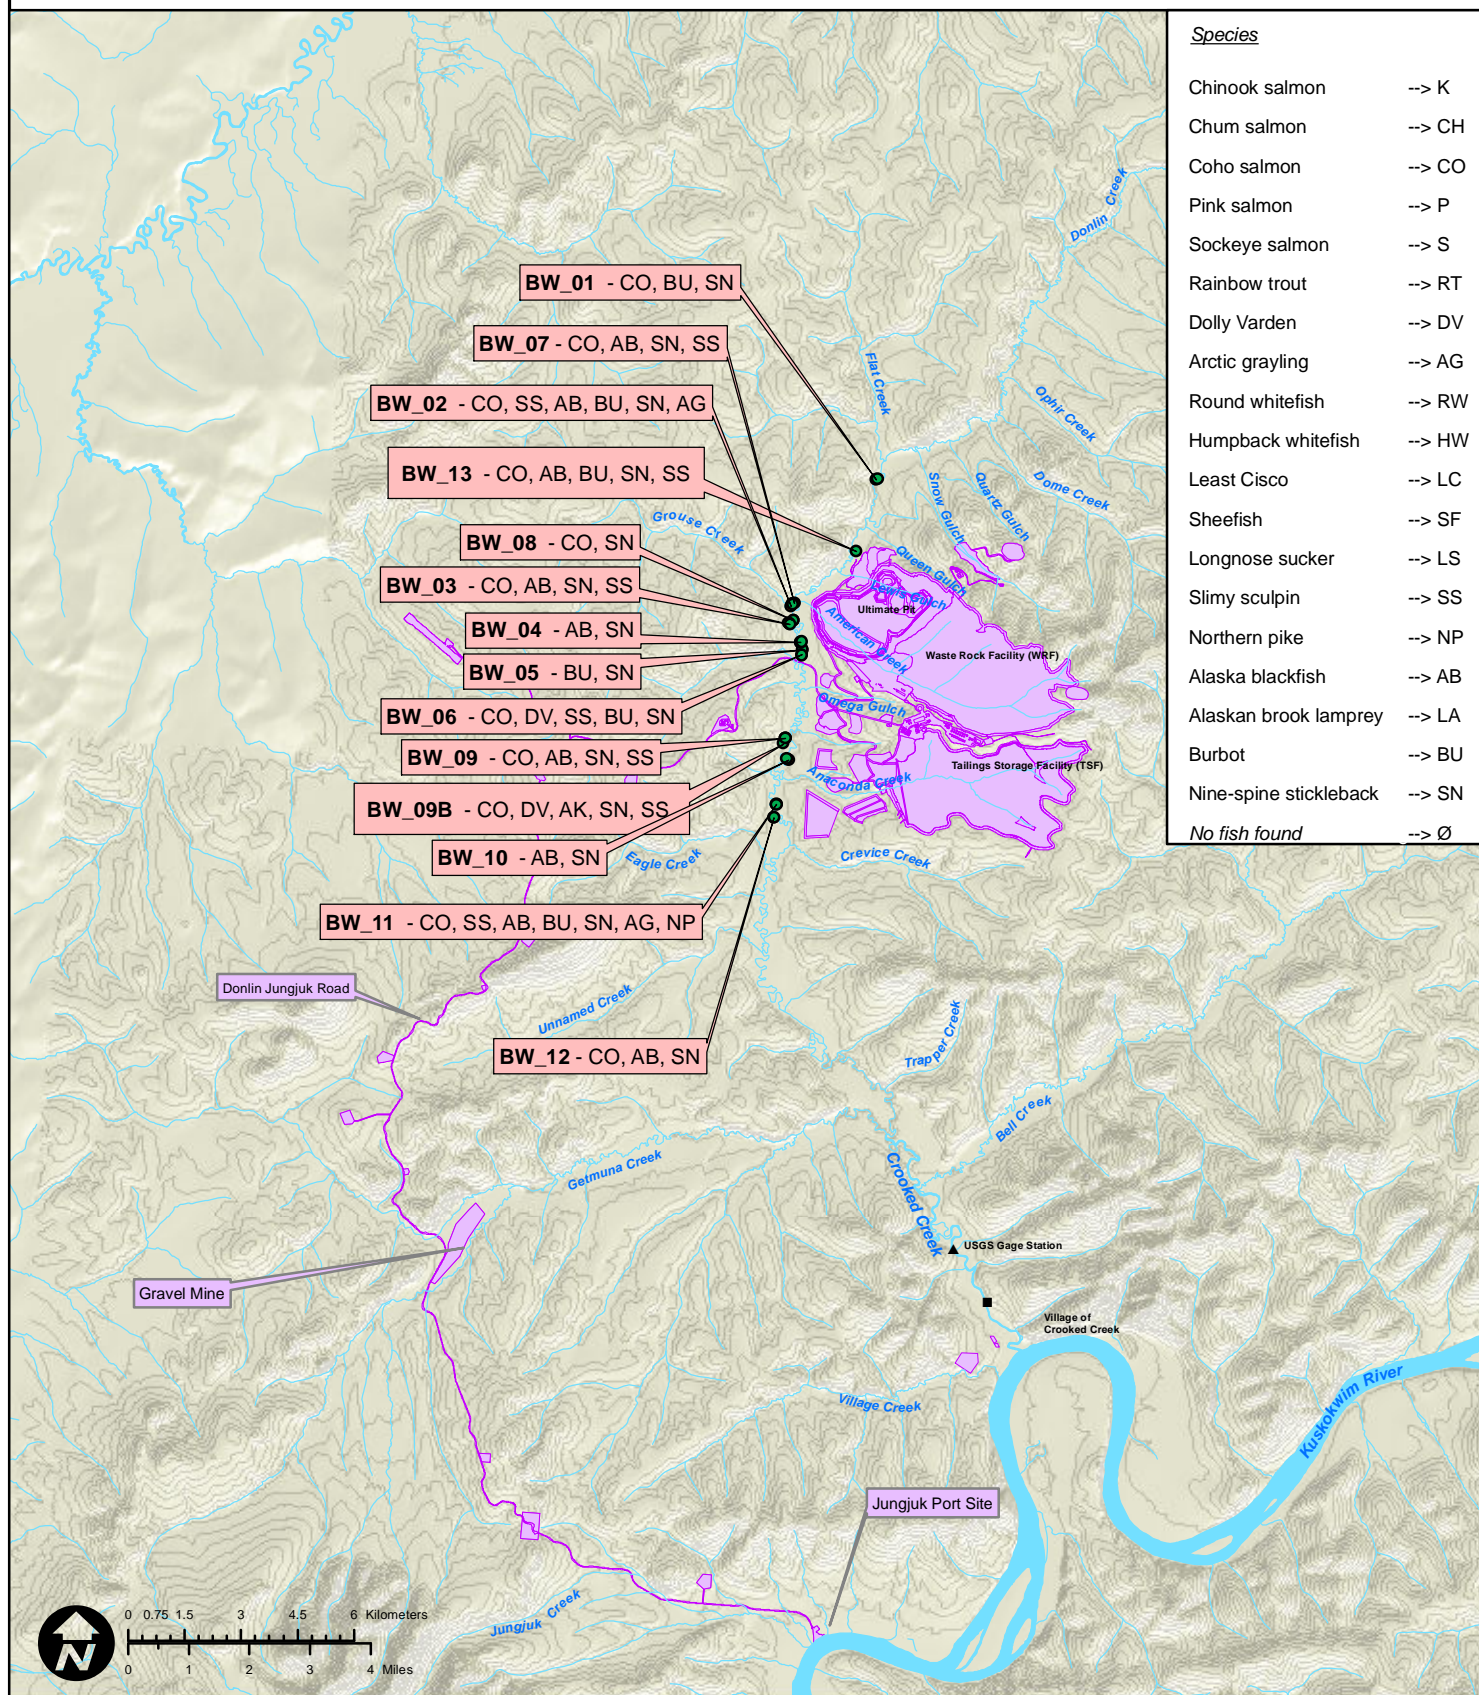 Species
Chinook salmon --> K
Chum salmon --> CH
Coho salmon --> CO
Pink salmon --> P
Sockeye salmon --> S
Rainbow trout --> RT
Dolly Varden --> DV
Arctic grayling --> AG
Round whitefish --> RW
Humpback whitefish --> HW
Least Cisco --> LC
Sheefish --> SF
Longnose sucker --> LS
Slimy sculpin --> SS
Northern pike --> NP
Alaska blackfish --> AB
Alaskan brook lamprey --> LA
Burbot --> BU
Nine-spine stickleback --> SN
No fish found --> Ø
Donlin Creek
BW_01 - CO, BU, SN
BW_07 - CO, AB, SN, SS
Flat Creek
BW_02 - CO, SS, AB, BU, SN, AG
Ophir Creek
BW_13 - CO, AB, BU, SN, SS
Snow Gulch
Quartz Gulch
Dome Creek
Grouse Creek
BW_08 - CO, SN
Queen Gulch
BW_03 - CO, AB, SN, SS
Lewis Gulch
Ultimate Pit
BW_04 - AB, SN
American Creek
Waste Rock Facility (WRF)
BW_05 - BU, SN
BW_06 - CO, DV, SS, BU, SN
Omega Gulch
BW_09 - CO, AB, SN, SS
Tailings Storage Facility (TSF)
Anaconda Creek
BW_09B - CO, DV, AK, SN, SS
BW_10 - AB, SN
Eagle Creek
Crevice Creek
BW_11 - CO, SS, AB, BU, SN, AG, NP
Donlin Jungjuk Road
Unnamed Creek
BW_12 - CO, AB, SN
Trapper Creek
Bell Creek
Getmuna Creek
Crooked Creek
USGS Gage Station
Gravel Mine
Village of
Crooked Creek
Village Creek
Kuskokwim River
Jungjuk Port Site
Jungjuk Creek
0 0.75 1.5 3 4.5 6 Kilometers
N
0 1 2 3 4 Miles